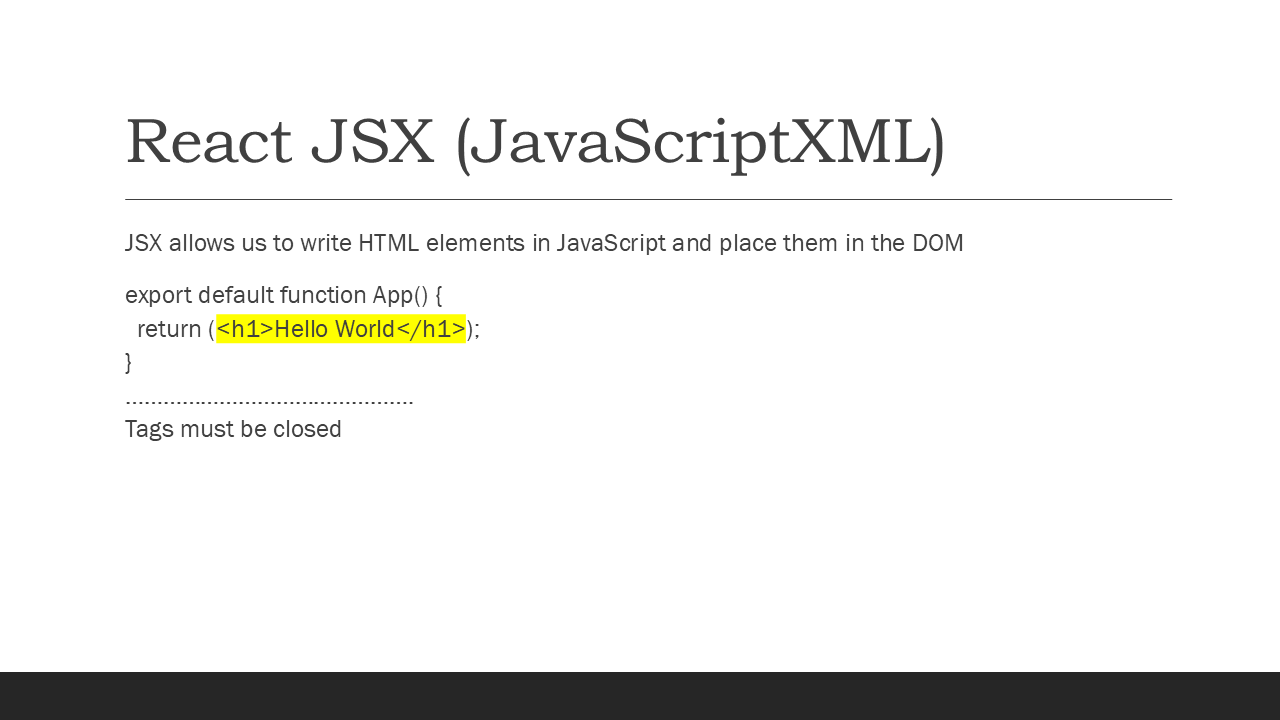 React JSX (JavaScriptXML)
JSX allows us to write HTML elements in JavaScript and place them in the DOM
export default function App() {
  return (<h1>Hello World</h1>);
}
..............................................
Tags must be closed